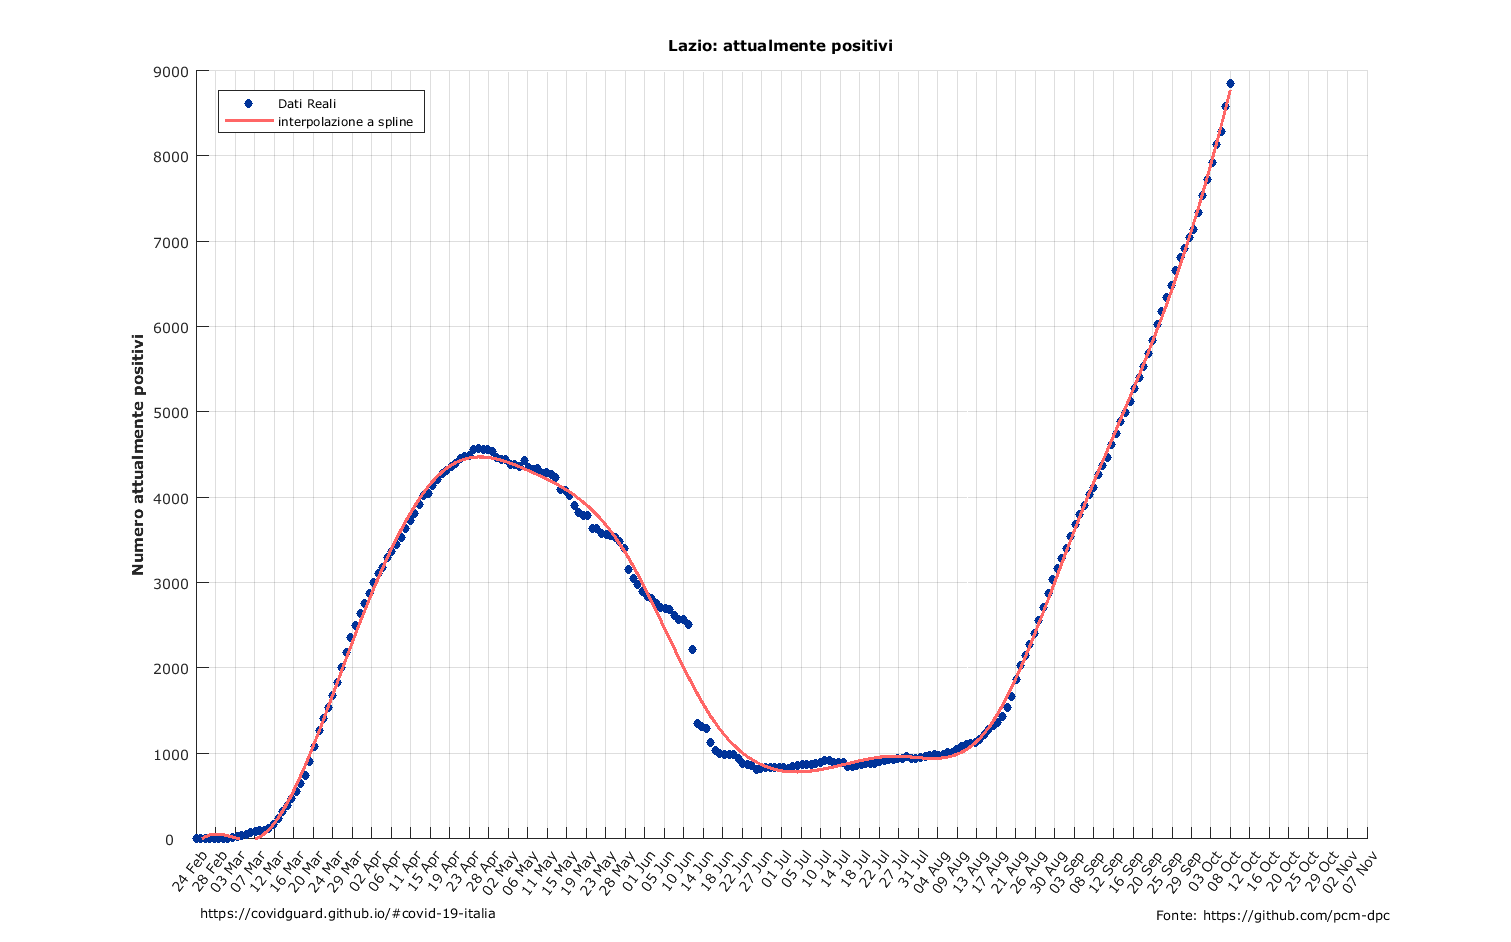 Lazio: attualmente positivi
9000
8000
7000
6000
5000
4000
3000
2000
1000
0
Numero attualmente positivi
Dati Reali
interpolazione a spline
24 Feb
28 Feb
03 Mar
07 Mar
12 Mar
16 Mar
20 Mar
24 Mar
29 Mar
02 Apr
06 Apr
11 Apr
15 Apr
19 Apr
23 Apr
28 Apr
02 May
06 May
11 May
15 May
19 May
23 May
28 May
01 Jun
05 Jun
10 Jun
14 Jun
18 Jun
22 Jun
27 Jun
01 Jul
05 Jul
10 Jul
14 Jul
18 Jul
22 Jul
27 Jul
31 Jul
04 Aug
09 Aug
13 Aug
17 Aug
21 Aug
26 Aug
30 Aug
03 Sep
08 Sep
12 Sep
16 Sep
20 Sep
25 Sep
29 Sep
03 Oct
08 Oct
12 Oct
16 Oct
20 Oct
25 Oct
29 Oct
02 Nov
07 Nov
https://covidguard.github.io/#covid-19-italia
Fonte: https://github.com/pcm-dpc